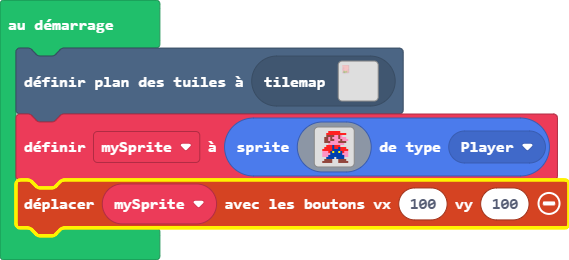 au démarrage
définir plan des tuiles à tilemap
définir mySprite à sprite de type Player
déplacer mySprite avec les boutons vx 100 vy 100